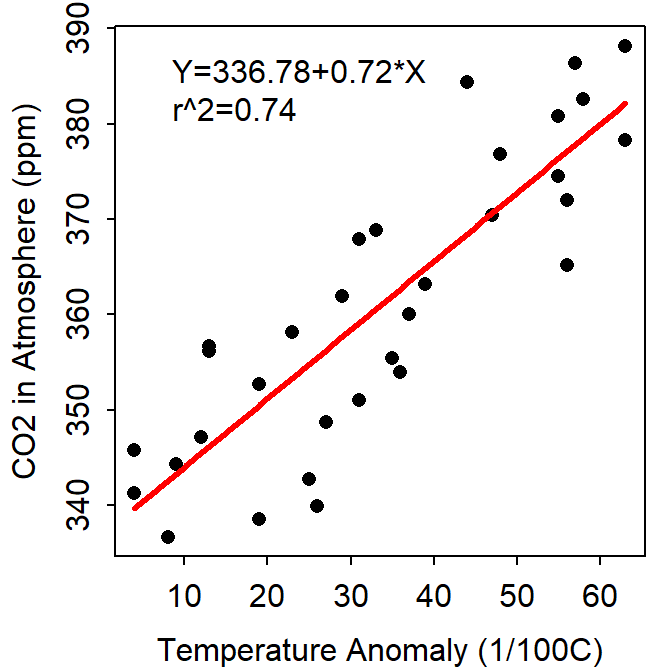 Y=336.78+0.72*X
r^2=0.74
390
380
370
360
350
340
CO2 in Atmosphere (ppm)
10 20 30 40 50 60
Temperature Anomaly (1/100C)